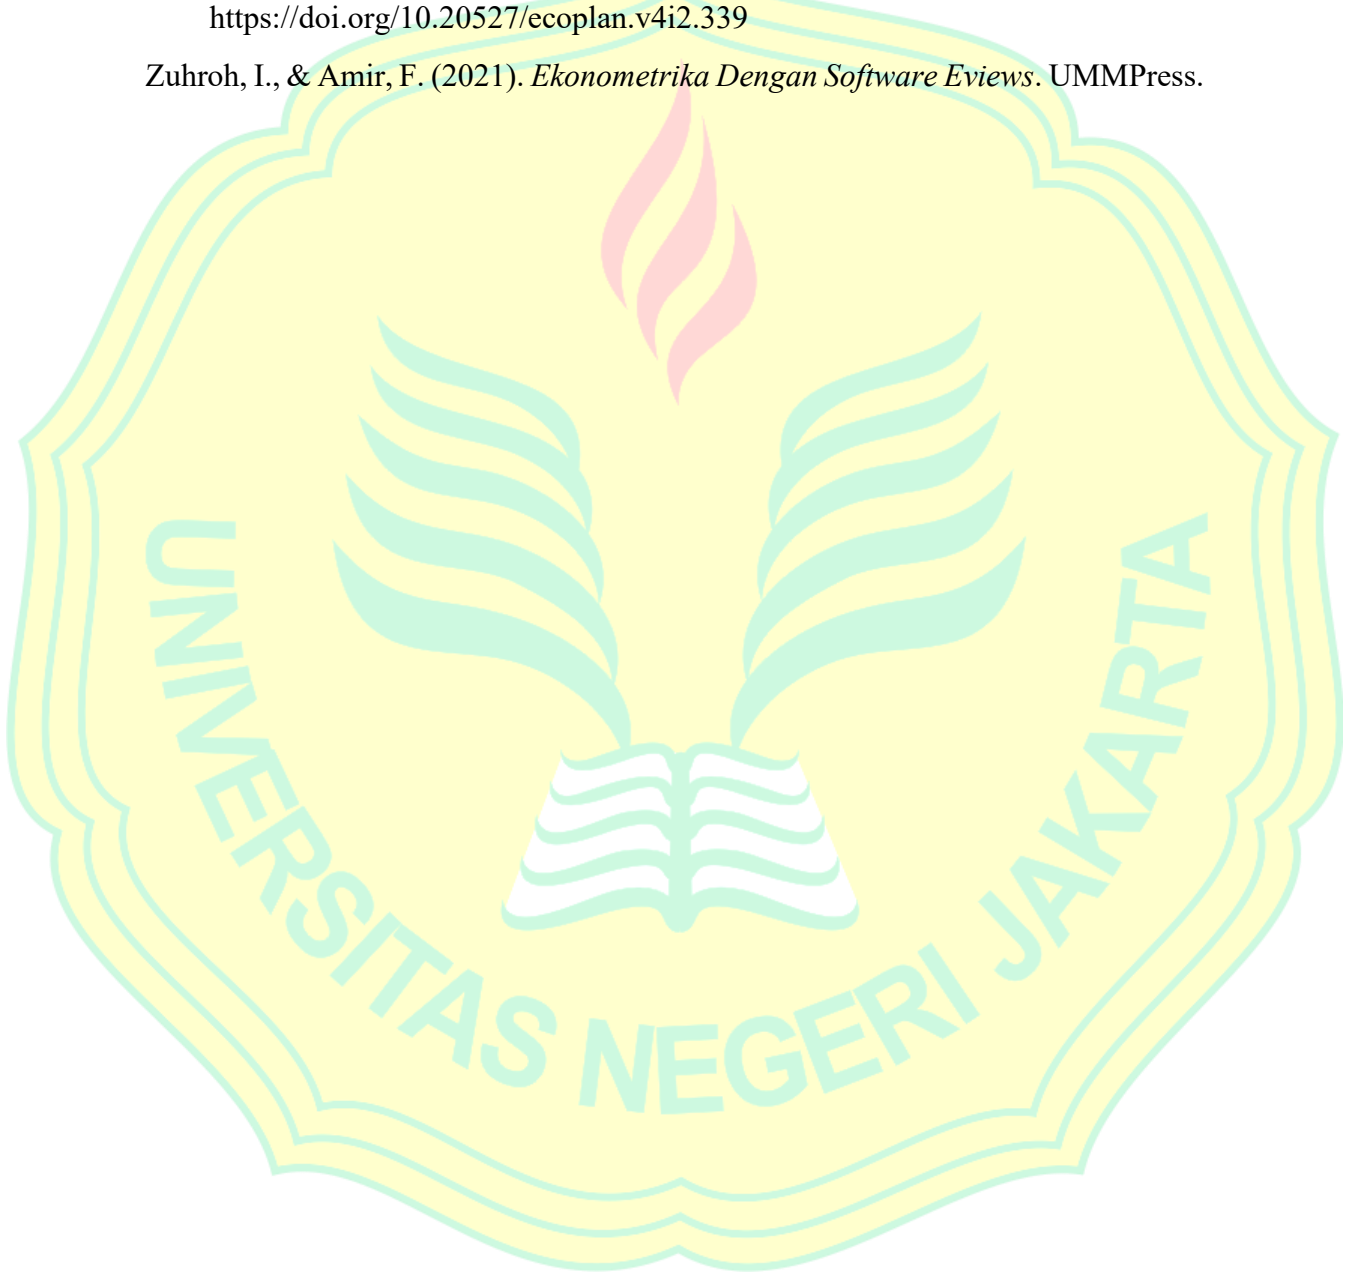 https://doi.org/10.20527/ecoplan.v4i2.339
Zuhroh, I., & Amir, F. (2021). Ekonometrika Dengan Software Eviews. UMMPress.
UNIVERSITAS NEGERI JAKARTA